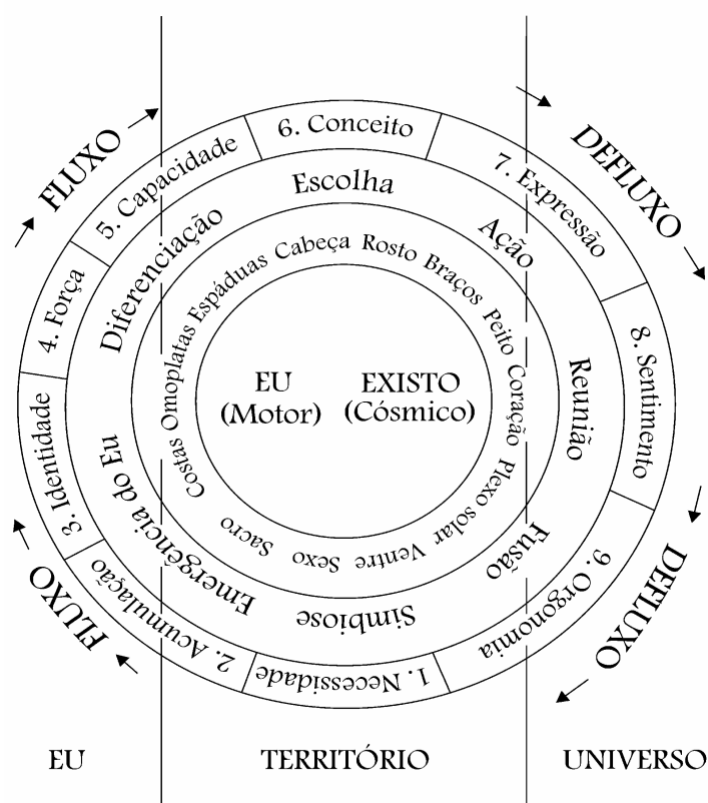 FLUXO
DEFLUXO
1. Necessidade
2. Acumulação
3. Identidade
4. Força
5. Capacidade
6. Conceito
7. Expressão
8. Sentimento
9. Orgonomia
Simbiose
Emergência do Eu
Diferenciação
Escolha
Ação
Reunião
Fusão
Sacro
Costas
Omoplatas
Espáduas
Cabeça
Rosto
Braços
Peito
Coração
Plexo solar
Ventre
Sexo
EU
(Motor)
EXISTO
(Cósmico)
FLUXO
DEFLUXO
EU
TERRITÓRIO
UNIVERSO